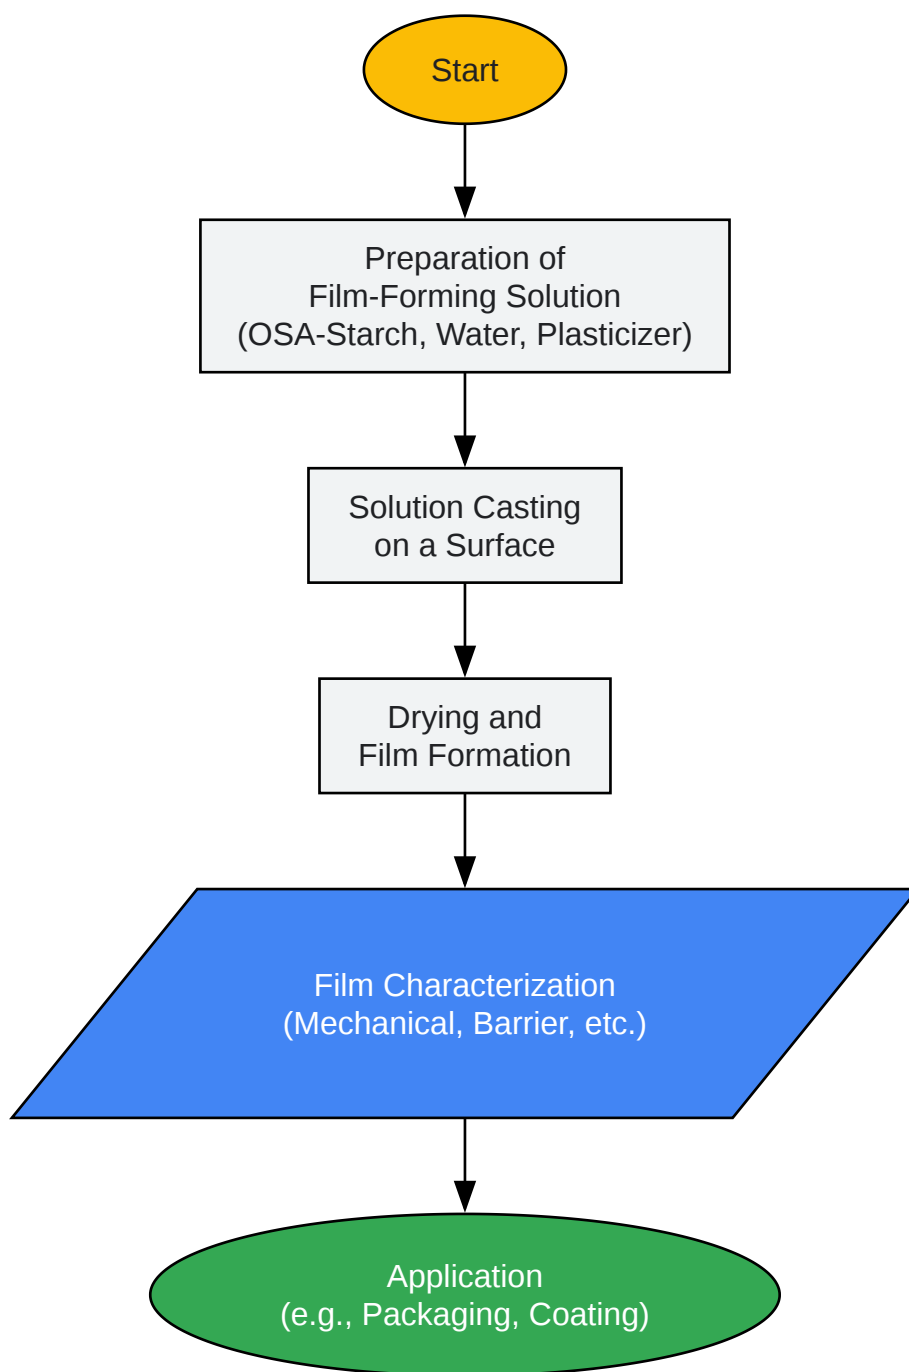 Start
Preparation of
Film-Forming Solution
(OSA-Starch, Water, Plasticizer)
Solution Casting
on a Surface
Drying and
Film Formation
Film Characterization
(Mechanical, Barrier, etc.)
Application
(e.g., Packaging, Coating)